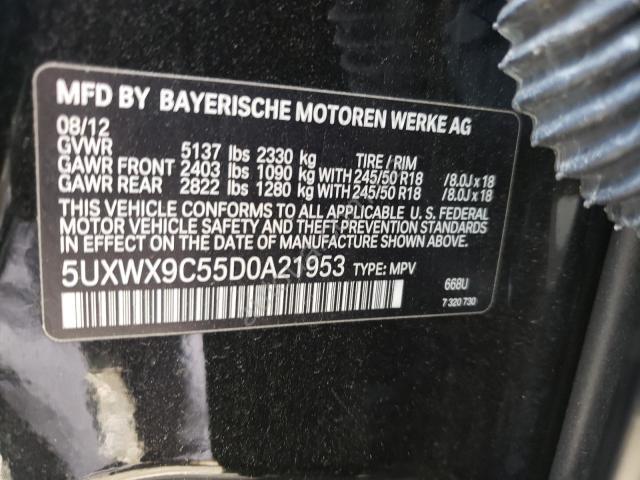 MFD BY BAYERISCHE MOTOREN WERKE AG
08/12
GVWR 5137 lbs 2330 kg TIRE / RIM
GAWR FRONT 2403 lbs 1090 kg WITH 245/50 R18 /8.0J x 18
GAWR REAR 2822 lbs 1280 kg WITH 245/50 R18 /8.0J x 18
THIS VEHICLE CONFORMS TO ALL APPLICABLE U. S. FEDERAL
MOTOR VEHICLE SAFETY AND THEFT PREVENTION STANDARDS
IN EFFECT ON THE DATE OF MANUFACTURE SHOWN ABOVE.
5UXWX9C55D0A21953 TYPE: MPV 668U
7 320 730